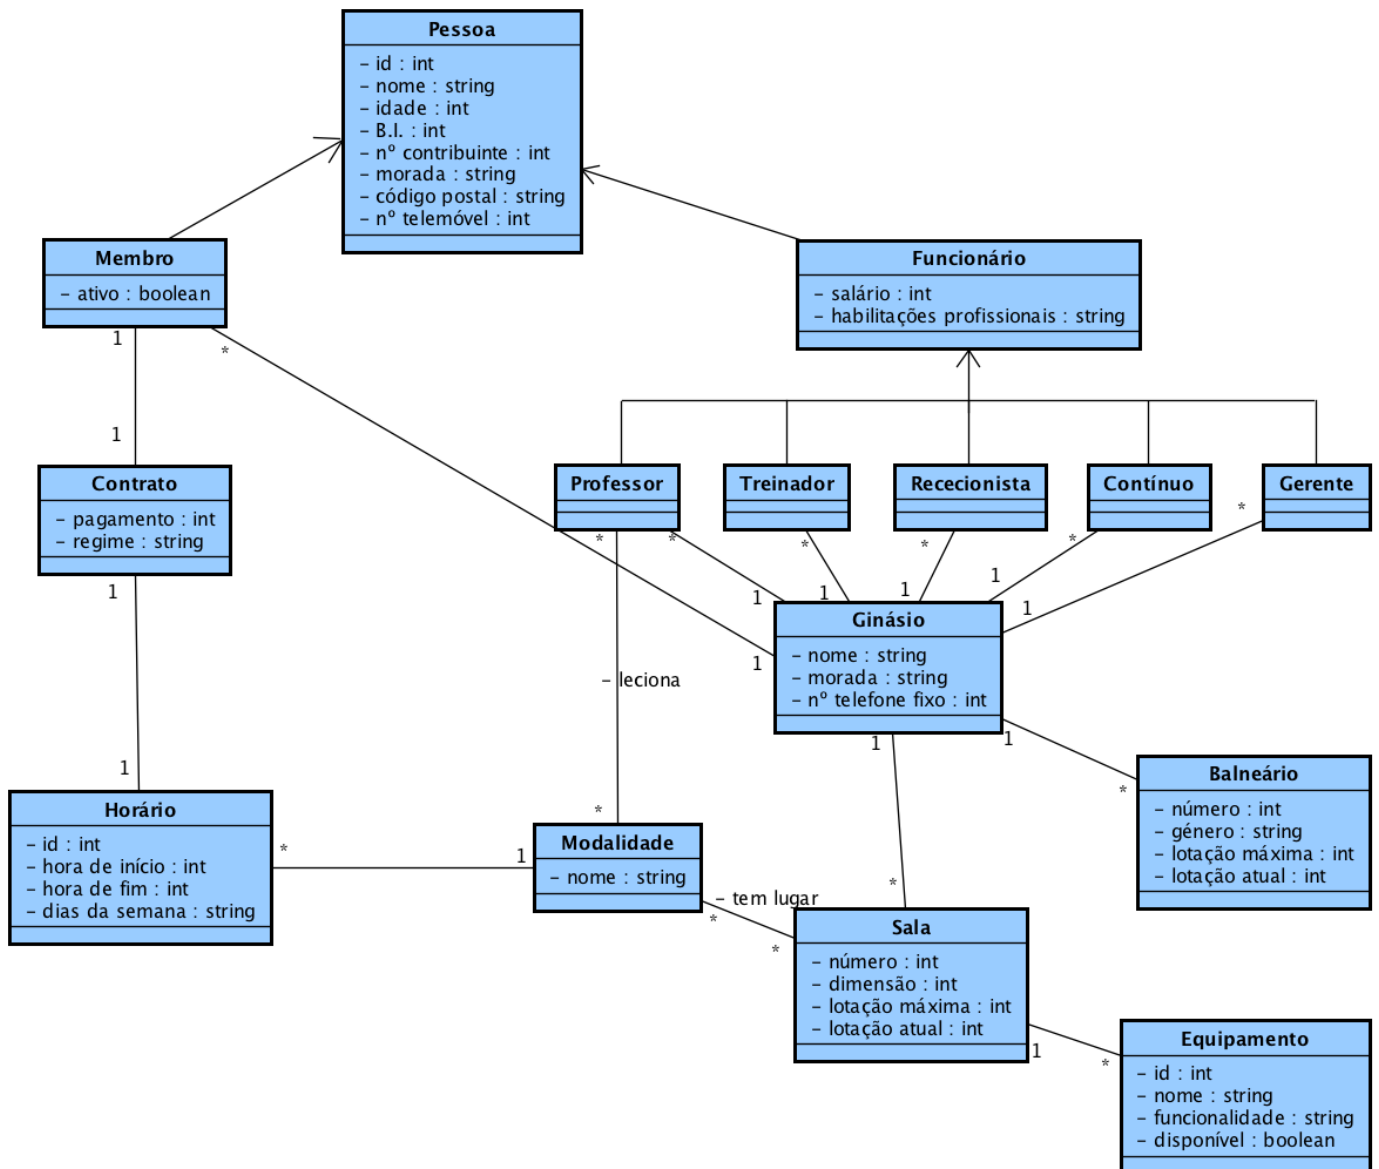 Pessoa
– id : int
– nome : string
– idade : int
– B.I. : int
– nº contribuinte : int
– morada : string
– código postal : string
– nº telemóvel : int
Membro
– ativo : boolean
1
*
Funcionário
– salário : int
– habilitações profissionais : string
1
Contrato
– pagamento : int
– regime : string
1
Professor
Treinador
Rececionista
Contínuo
Gerente
*
*
*
*
*
*
1
1
1
1
1
1
Ginásio
– nome : string
– morada : string
– nº telefone fixo : int
1
1
– leciona
*
Balneário
– número : int
– género : string
– lotação máxima : int
– lotação atual : int
*
1
Horário
– id : int
– hora de início : int
– hora de fim : int
– dias da semana : string
*
1
Modalidade
– nome : string
– tem lugar
*
*
*
Sala
– número : int
– dimensão : int
– lotação máxima : int
– lotação atual : int
1
*
Equipamento
– id : int
– nome : string
– funcionalidade : string
– disponível : boolean